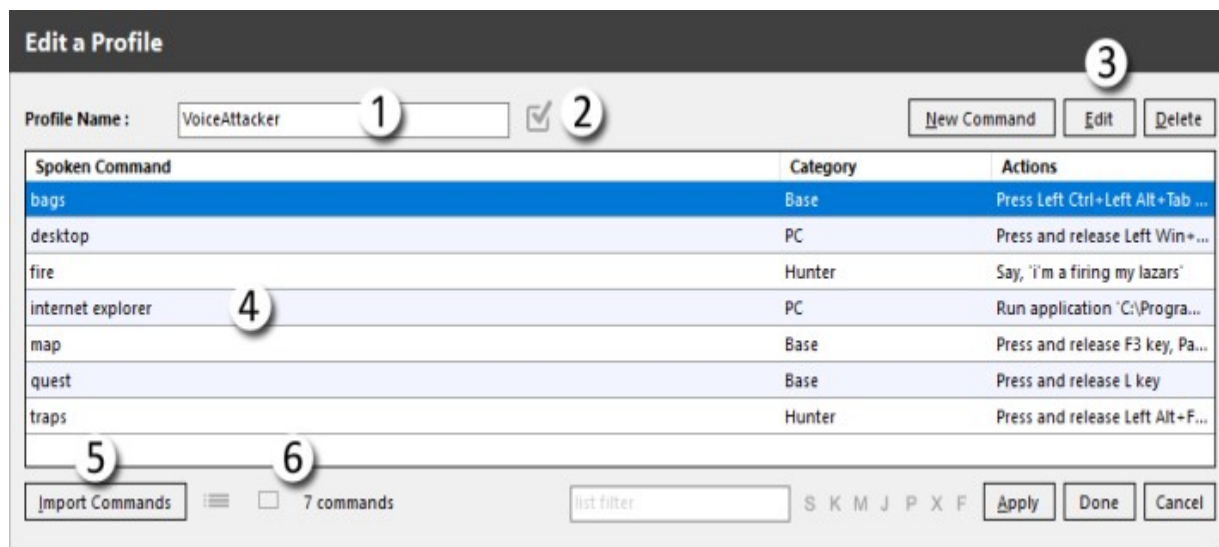 Edit a Profile
3
Profile Name : VoiceAttacker 1 2 New Command Edit Delete
Spoken Command Category Actions
bags Base Press Left Ctrl+Left Alt+Tab ...
desktop PC Press and release Left Win+...
fire Hunter Say, 'i'm a firing my lazars'
internet explorer 4 PC Run application 'C:\Progra...
map Base Press and release F3 key, Pa...
quest Base Press and release L key
traps Hunter Press and release Left Alt+F...
5 6
Import Commands 7 commands list filter S K M J P X F Apply Done Cancel